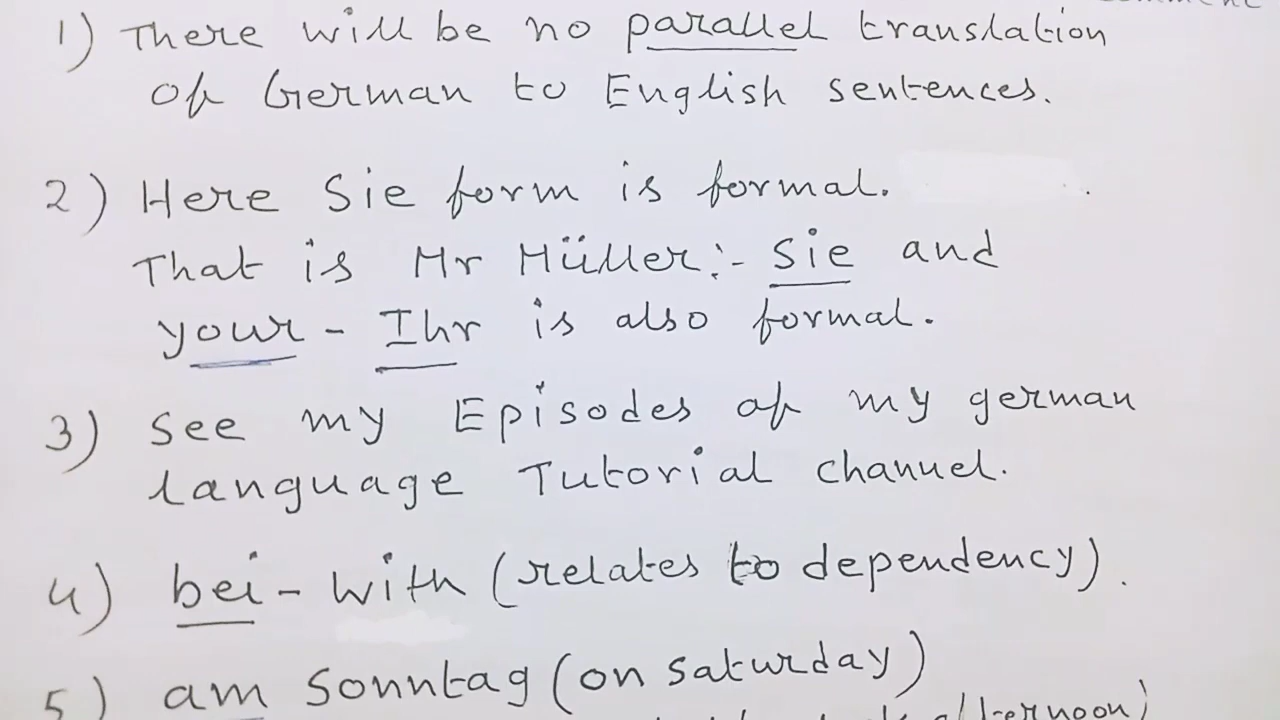 1) There will be no parallel translation
of German to English sentences.
2) Here Sie form is formal.
That is Mr Müller:- Sie and
your - Ihr is also formal.
3) See my Episodes of my german
language Tutorial channel.
4) bei - with (relates to dependency).
5) am Sonntag (on saturday)